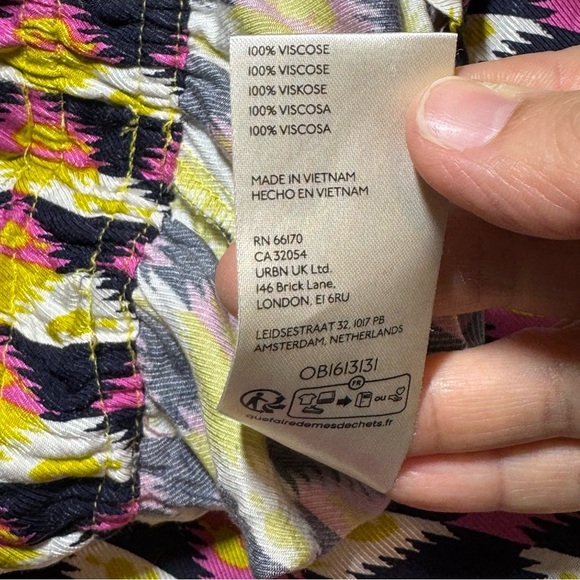 100% VISCOSE
100% VISCOSE
100% VISKOSE
100% VISCOSA
100% VISCOSA
MADE IN VIETNAM
HECHO EN VIETNAM
RN 66170
CA 32054
URBN UK Ltd.
146 Brick Lane,
LONDON, E1 6RU
LEIDSESTRAAT 32, 1017 PB
AMSTERDAM, NETHERLANDS
OB1613131
FR
OU
quefairedemesdechets.fr